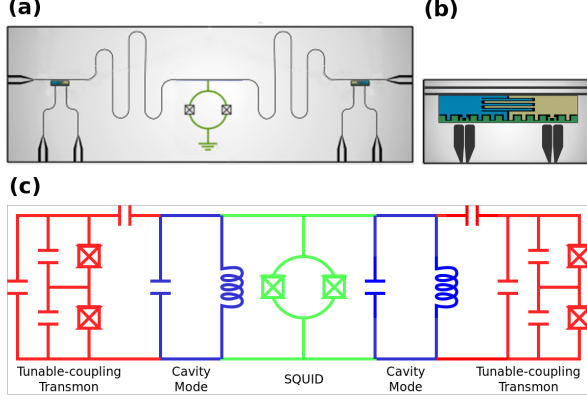 (a)
(b)
(c)
Tunable-coupling
Transmon
Cavity
Mode
SQUID
Cavity
Mode
Tunable-coupling
Transmon